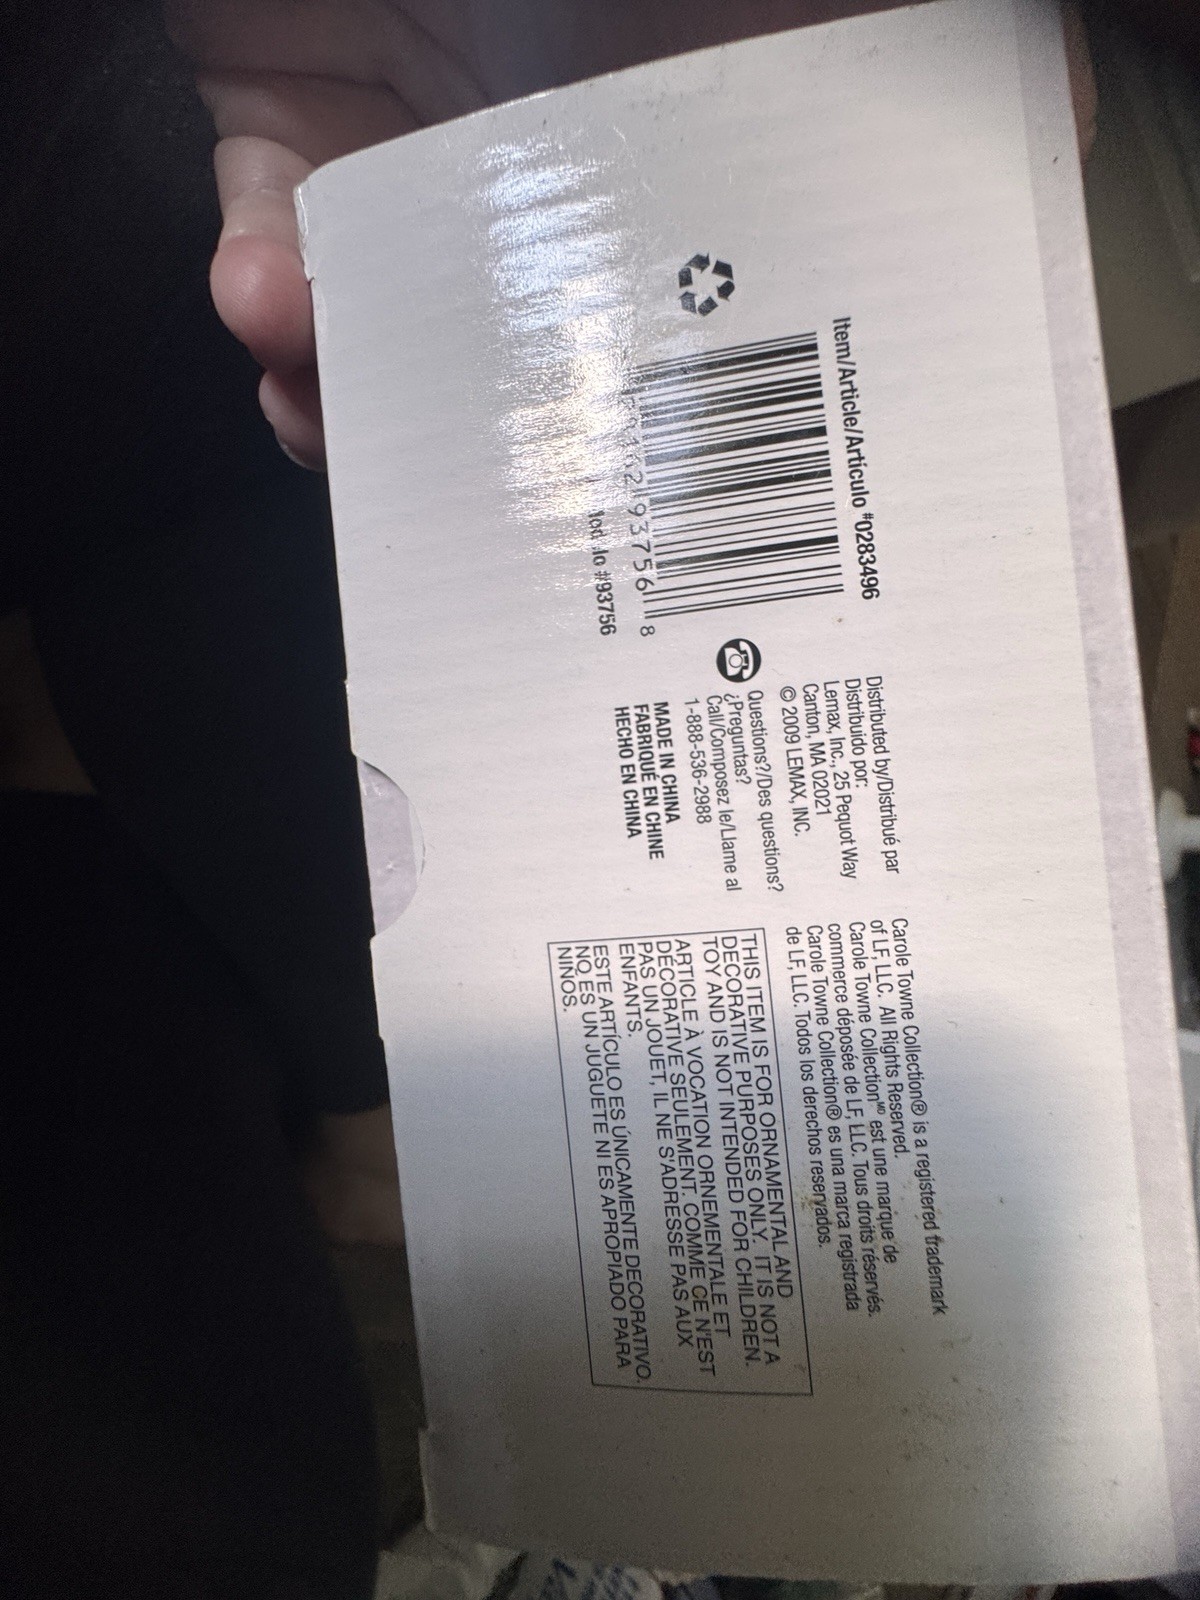 Item/Article/Artículo #0283496
293756 8
#93756
Distributed by/Distribué par
Distribuido por:
Lemax, Inc., 25 Pequot Way
Canton, MA 02021
© 2009 LEMAX, INC.
Questions?/Des questions?
¿Preguntas?
Call/Composez le/Llame al
1-888-536-2988
MADE IN CHINA
FABRIQUÉ EN CHINE
HECHO EN CHINA
Carole Towne Collection® is a registered trademark
of LF, LLC. All Rights Reserved.
Carole Towne Collection MD est une marque de
commerce déposée de LF, LLC. Tous droits réservés.
Carole Towne Collection® es una marca registrada
de LF, LLC. Todos los derechos reservados.
THIS ITEM IS FOR ORNAMENTAL AND
DECORATIVE PURPOSES ONLY. IT IS NOT A
TOY AND IS NOT INTENDED FOR CHILDREN.
ARTICLE À VOCATION ORNEMENTALE ET
DÉCORATIVE SEULEMENT. COMME CE N'EST
PAS UN JOUET, IL NE S'ADRESSE PAS AUX
ENFANTS.
ESTE ARTÍCULO ES ÚNICAMENTE DECORATIVO.
NO ES UN JUGUETE NI ES APROPIADO PARA
NIÑOS.